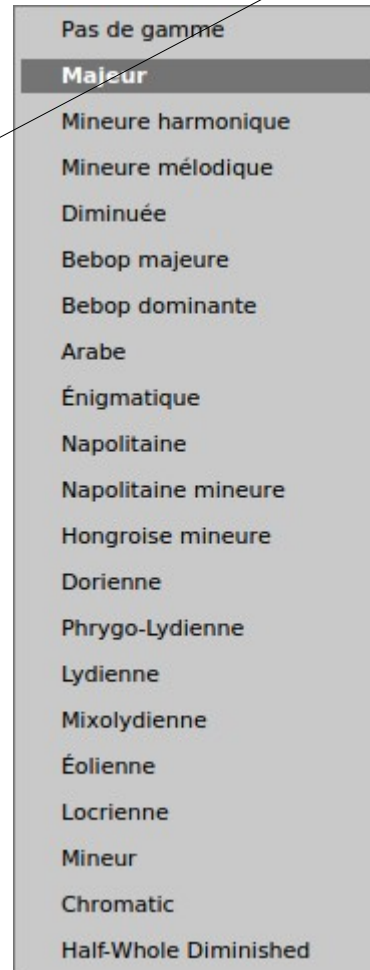 Pas de gamme
Majeur
Mineure harmonique
Mineure mélodique
Diminuée
Bebop majeure
Bebop dominante
Arabe
Énigmatique
Napolitaine
Napolitaine mineure
Hongroise mineure
Dorienne
Phrygo-Lydienne
Lydienne
Mixolydienne
Éolienne
Locrienne
Mineur
Chromatic
Half-Whole Diminished